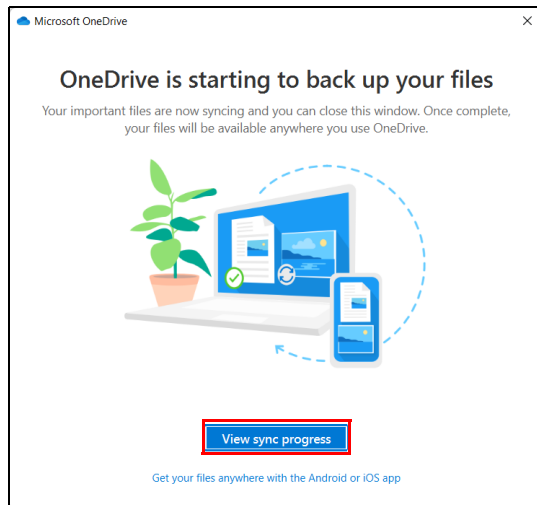 Microsoft OneDrive
OneDrive is starting to back up your files
Your important files are now syncing and you can close this window. Once complete,
your files will be available anywhere you use OneDrive.
View sync progress
Get your files anywhere with the Android or iOS app